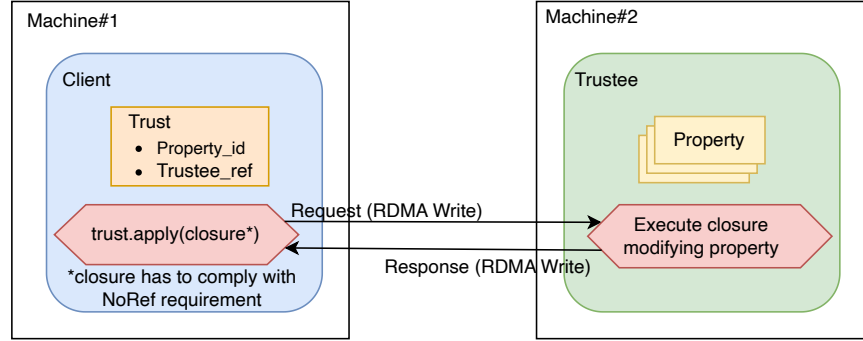 Machine#1
Client
Trust
• Property_id
• Trustee_ref
trust.apply(closure*)
*closure has to comply with
NoRef requirement
Request (RDMA Write)
Response (RDMA Write)
Machine#2
Trustee
Property
Execute closure
modifying property